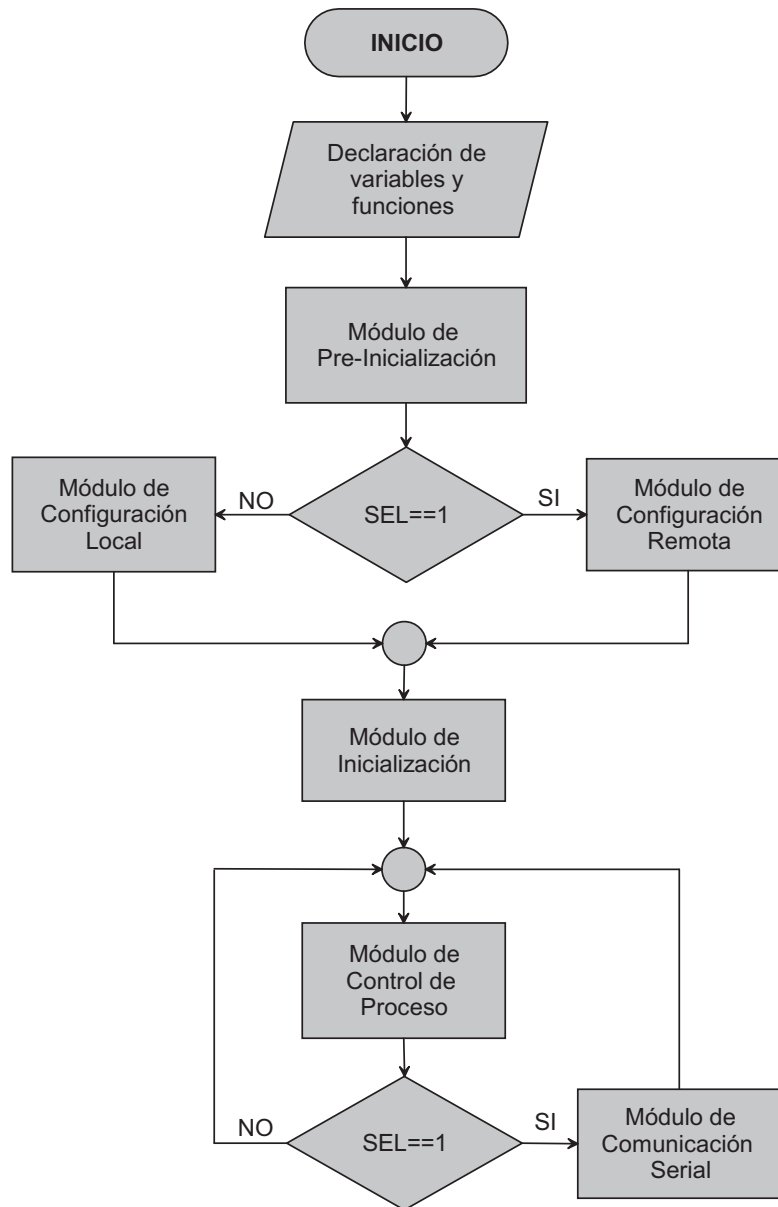 INICIO
Declaración de
variables y
funciones
Módulo de
Pre-Inicialización
Módulo de
Configuración
Local
NO
SEL==1
SI
Módulo de
Configuración
Remota
Módulo de
Inicialización
Módulo de
Control de
Proceso
NO
SEL==1
SI
Módulo de
Comunicación
Serial